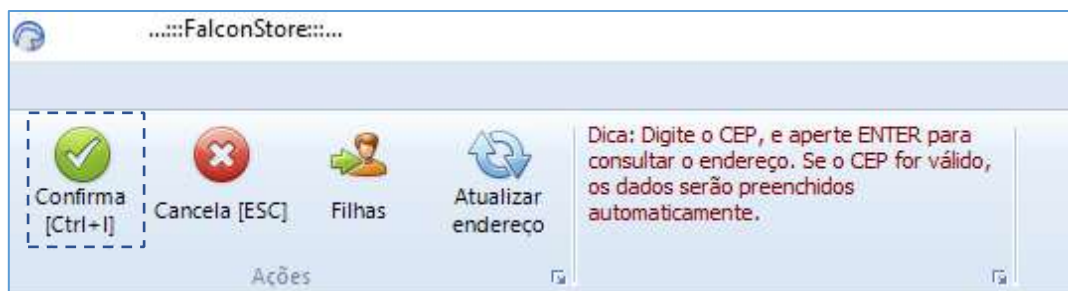 ...:::FalconStore:::...
Confirma
[Ctrl+I]
Cancela [ESC]
Filhas
Atualizar
endereço
Ações
Dica: Digite o CEP, e aperte ENTER para
consultar o endereço. Se o CEP for válido,
os dados serão preenchidos
automaticamente.